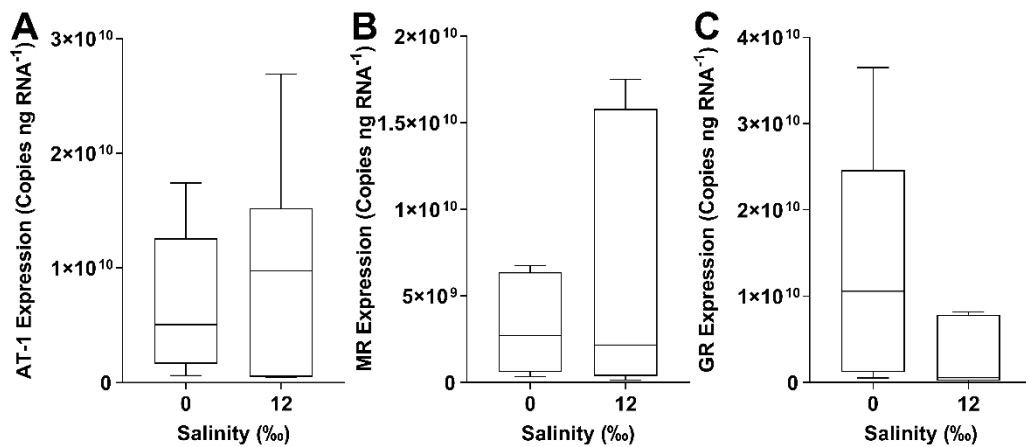 A
AT-1 Expression (Copies ng RNA⁻¹)
3×10¹⁰
2×10¹⁰
1×10¹⁰
0
0 12
Salinity (‰)
B
MR Expression (Copies ng RNA⁻¹)
2×10¹⁰
1.5×10¹⁰
1×10¹⁰
5×10⁹
0
0 12
Salinity (‰)
C
GR Expression (Copies ng RNA⁻¹)
4×10¹⁰
3×10¹⁰
2×10¹⁰
1×10¹⁰
0
0 12
Salinity (‰)